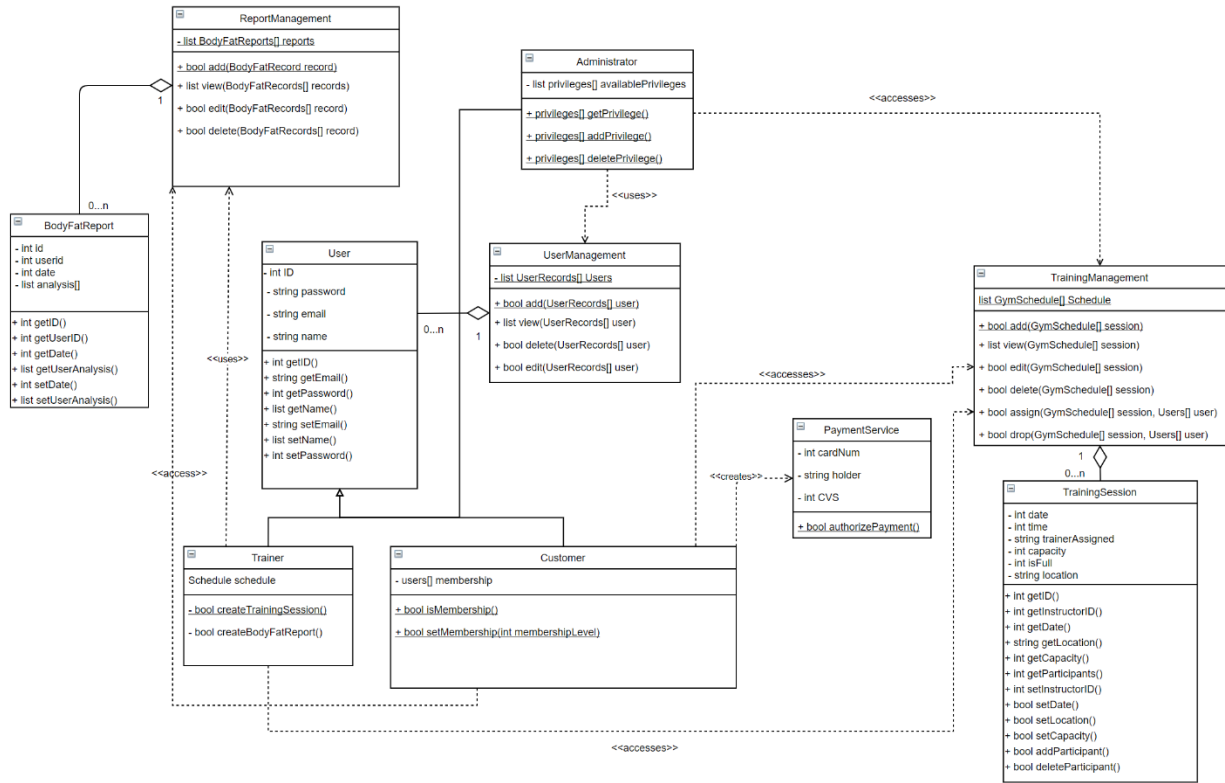 ReportManagement
- list BodyFatReports[] reports
+ bool add(BodyFatRecord record)
+ list view(BodyFatRecords[] records)
+ bool edit(BodyFatRecords[] record)
+ bool delete(BodyFatRecords[] record)
1
0...n
BodyFatReport
- int id
- int userid
- int date
- list analysis[]
+ int getID()
+ int getUserID()
+ int getDate()
+ list getUserAnalysis()
+ int setDate()
+ list setUserAnalysis()
Administrator
- list privileges[] availablePrivileges
+ privileges[] getPrivilege()
+ privileges[] addPrivilege()
+ privileges[] deletePrivilege()
<<accesses>>
<<uses>>
User
- int ID
- string password
- string email
- string name
+ int getID()
+ string getEmail()
+ int getPassword()
+ list getName()
+ string setEmail()
+ list setName()
+ int setPassword()
0...n
1
UserManagement
- list UserRecords[] Users
+ bool add(UserRecords[] user)
+ list view(UserRecords[] user)
+ bool delete(UserRecords[] user)
+ bool edit(UserRecords[] user)
TrainingManagement
list GymSchedule[] Schedule
+ bool add(GymSchedule[] session)
+ list view(GymSchedule[] session)
+ bool edit(GymSchedule[] session)
+ bool delete(GymSchedule[] session)
+ bool assign(GymSchedule[] session, Users[] user)
+ bool drop(GymSchedule[] session, Users[] user)
<<uses>>
<<accesses>>
<<access>>
<<creates>>
PaymentService
- int cardNum
- string holder
- int CVS
+ bool authorizePayment()
1
0...n
TrainingSession
- int date
- int time
- string trainerAssigned
- int capacity
- int isFull
- string location
+ int getID()
+ int getInstructorID()
+ int getDate()
+ string getLocation()
+ int getCapacity()
+ int getParticipants()
+ int setInstructorID()
+ bool setDate()
+ bool setLocation()
+ bool setCapacity()
+ bool addParticipant()
+ bool deleteParticipant()
Trainer
Schedule schedule
- bool createTrainingSession()
- bool createBodyFatReport()
Customer
- users[] membership
+ bool isMembership()
+ bool setMembership(int membershipLevel)
<<accesses>>